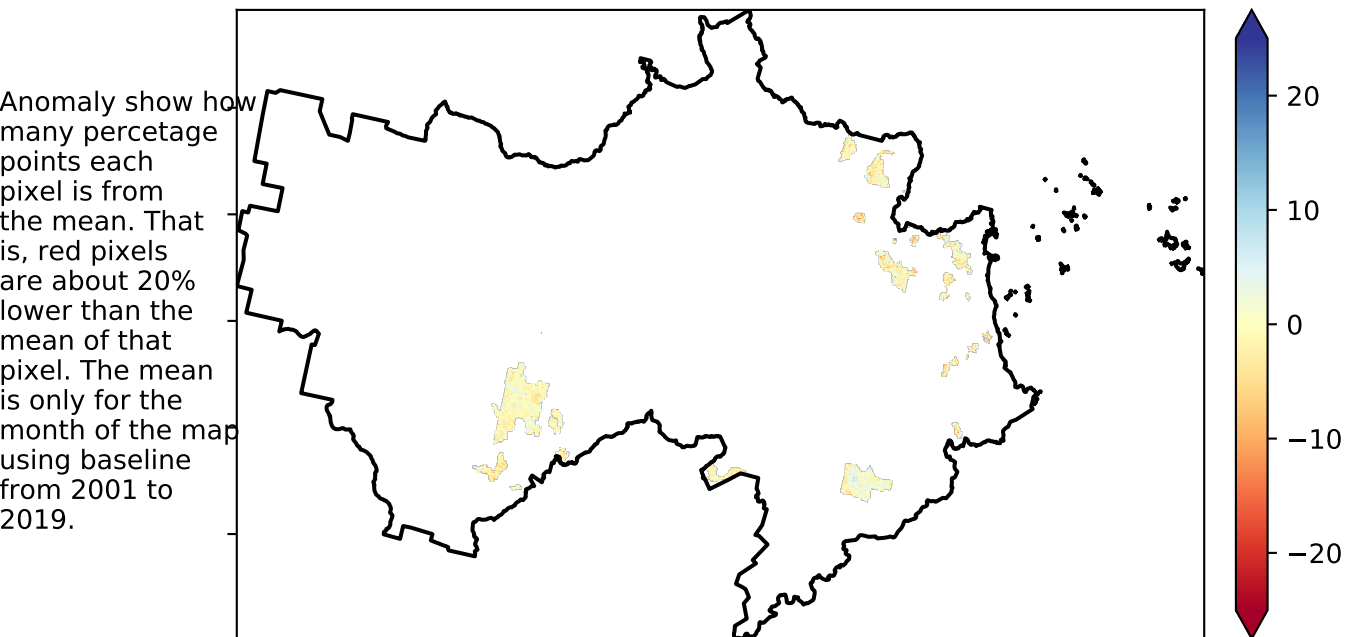 Anomaly show how
many percetage
points each
pixel is from
the mean. That
is, red pixels
are about 20%
lower than the
mean of that
pixel. The mean
is only for the
month of the map
using baseline
from 2001 to
2019.
20
10
0
−10
−20